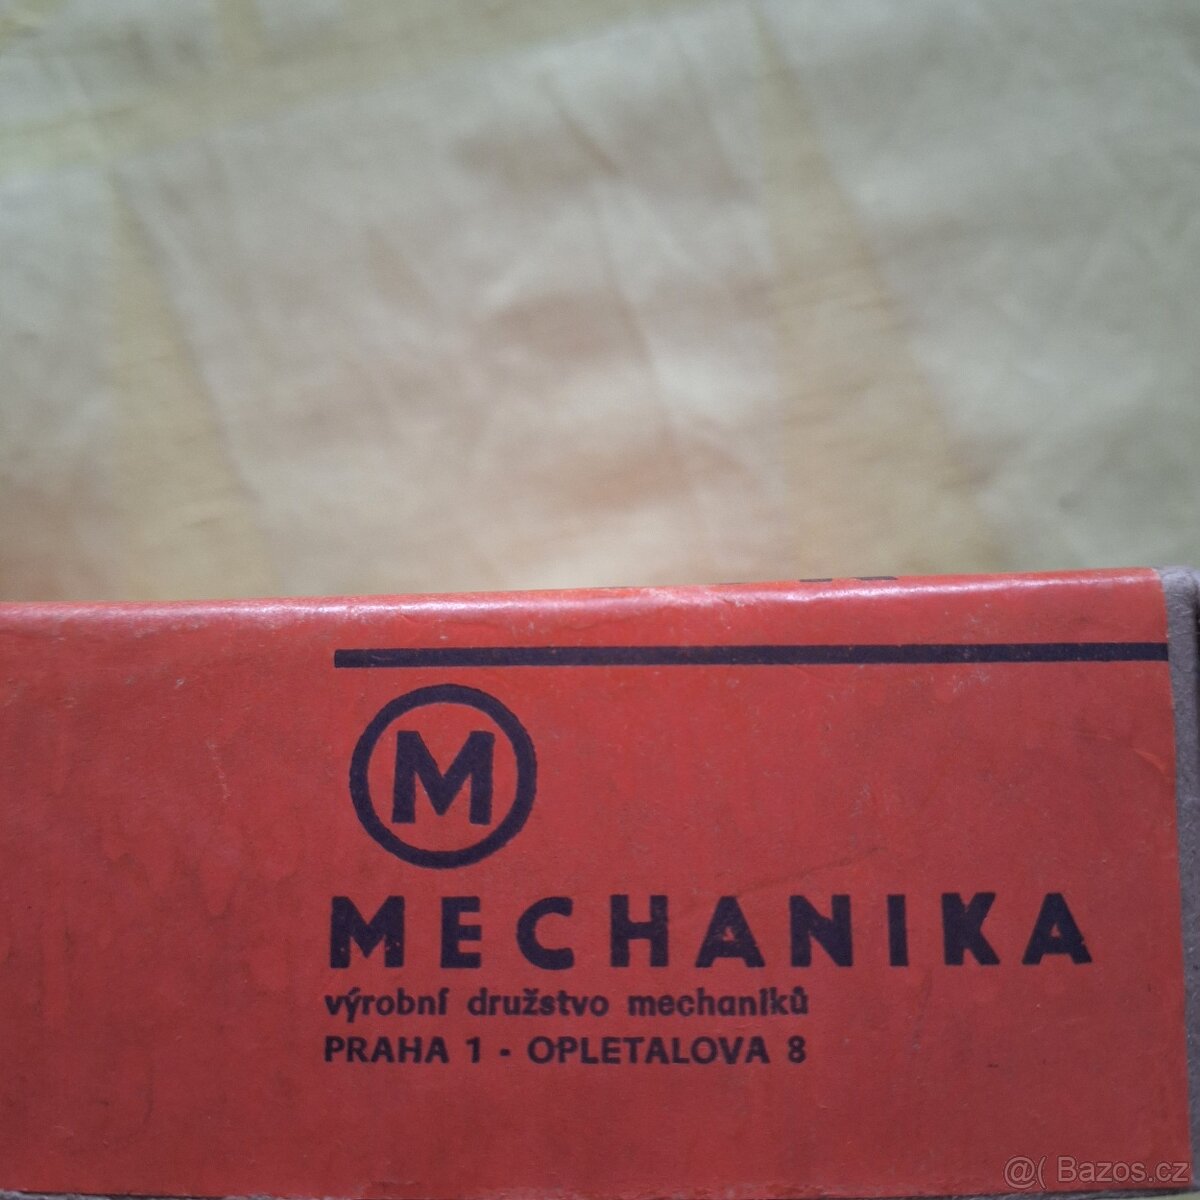 M
MECHANIKA
výrobní družstvo mechaniků
PRAHA 1 - OPLETALOVA 8
@( Bazos.cz